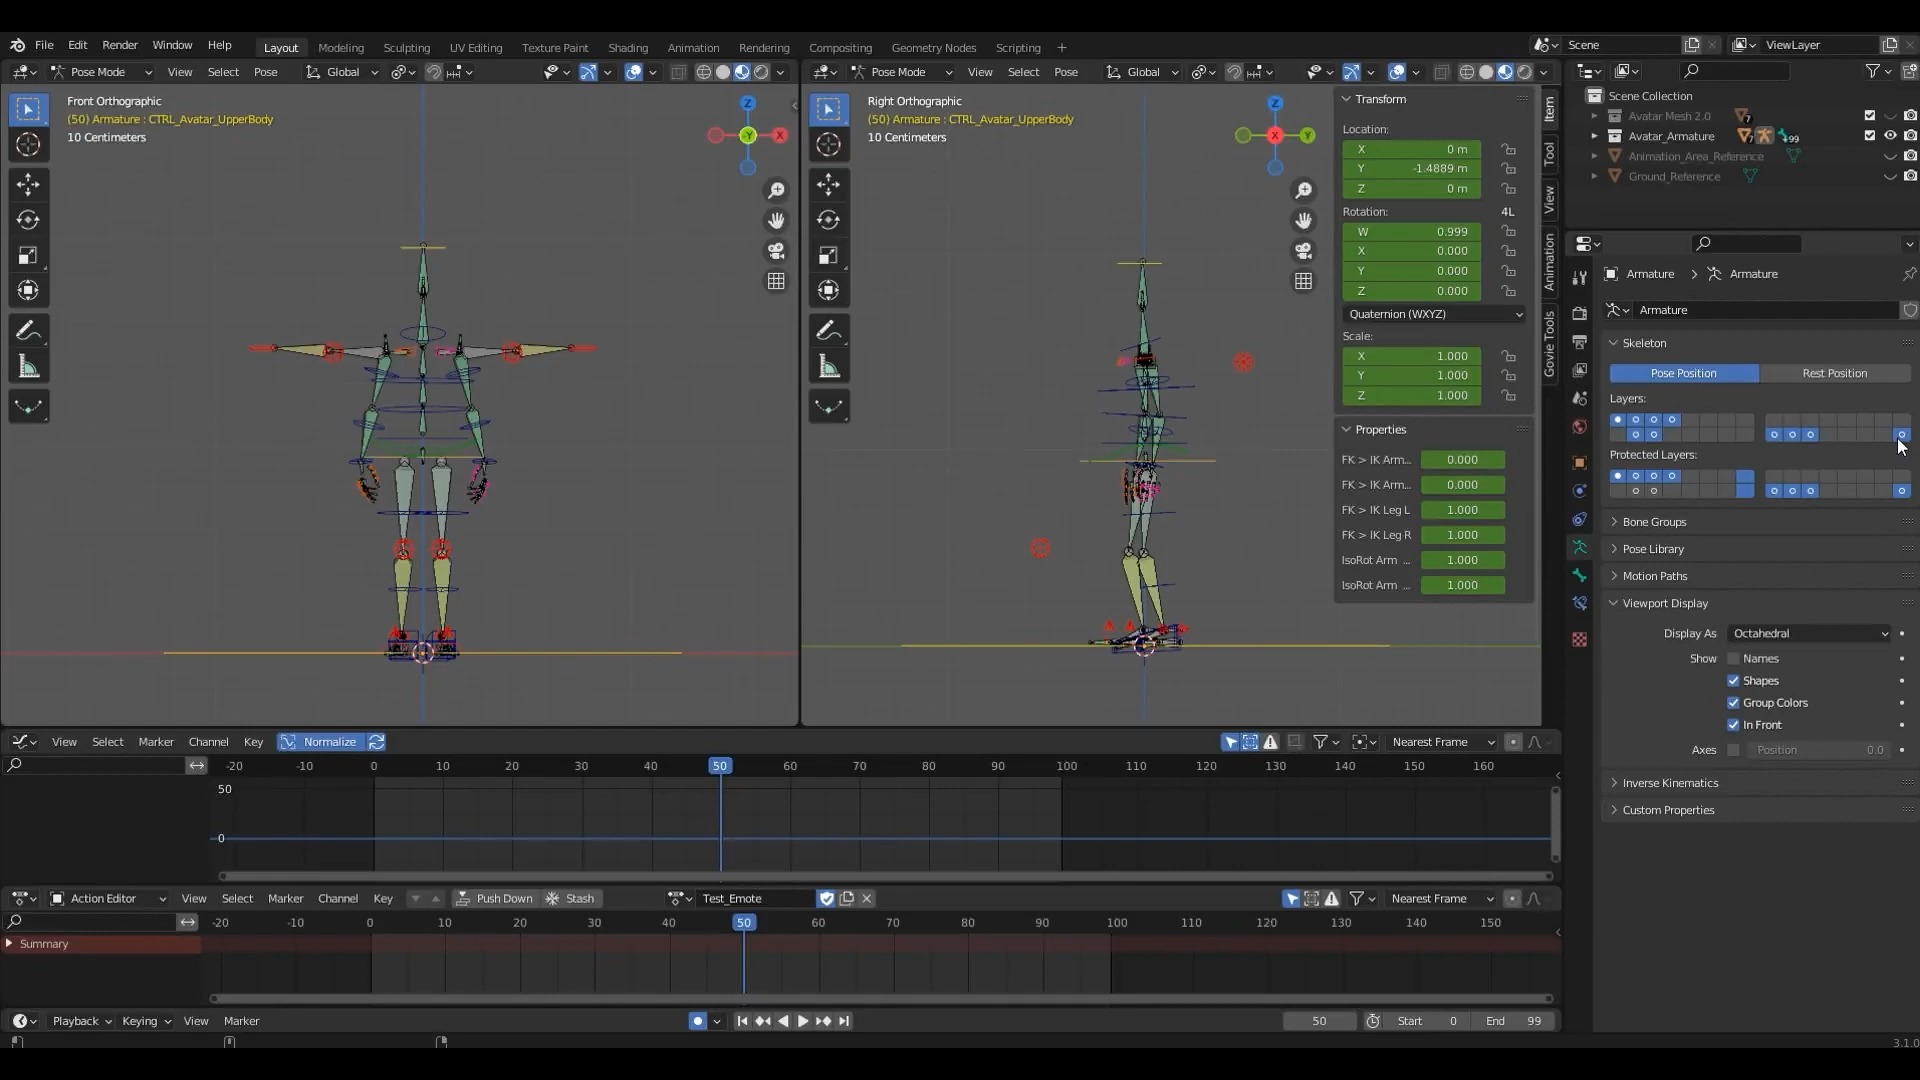 File Edit Render Window Help Layout Modeling Sculpting UV Editing Texture Paint Shading Animation Rendering Compositing Geometry Nodes Scripting + Scene ViewLayer
Pose Mode View Select Pose Global Pose Mode View Select Pose Global
Front Orthographic
(50) Armature : CTRL_Avatar_UpperBody
10 Centimeters
Z
-Y
X
Right Orthographic
(50) Armature : CTRL_Avatar_UpperBody
10 Centimeters
Z
X
Y
Transform
Location:
X 0 m
Y -1.4889 m
Z 0 m
Rotation: 4L
W 0.999
X 0.000
Y 0.000
Z 0.000
Quaternion (WXYZ)
Scale:
X 1.000
Y 1.000
Z 1.000
Properties
FK > IK Arm... 0.000
FK > IK Arm... 0.000
FK > IK Leg L 1.000
FK > IK Leg R 1.000
IsoRot Arm ... 1.000
IsoRot Arm ... 1.000
Item
Tool
View
Animation
Govie Tools
Scene Collection
Avatar Mesh 2.0 7
Avatar_Armature 7 99
Animation_Area_Reference
Ground_Reference
Armature > Armature
Armature
Skeleton
Pose Position Rest Position
Layers:
Protected Layers:
Bone Groups
Pose Library
Motion Paths
Viewport Display
Display As Octahedral
Show Names
Shapes
Group Colors
In Front
Axes Position 0.0
Inverse Kinematics
Custom Properties
View Select Marker Channel Key Normalize Nearest Frame
-20 -10 0 10 20 30 40 50 60 70 80 90 100 110 120 130 140 150 160
50
0
Action Editor View Select Marker Channel Key Push Down Stash Test_Emote Nearest Frame
-20 -10 0 10 20 30 40 50 60 70 80 90 100 110 120 130 140 150
Summary
Playback Keying View Marker 50 Start 0 End 99
3.1.0